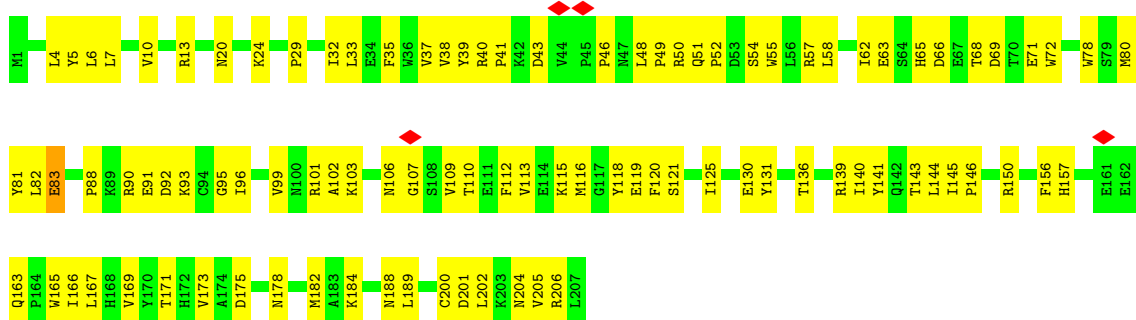 M1 L4 Y5 L6 L7 V10 R13 N20 K24 P29 I32 L33 E34 F35 W36 V37 V38 Y39 R40 P41 K42 D43 V44 P45 P46 N47 L48 P49 R50 Q51 P52 D53 S54 W55 L56 R57 L58 I62 E63 S64 H65 D66 E67 T68 D69 T70 E71 W72 W78 S79 M80
Y81 L82 E83 P88 K89 R90 E91 D92 K93 C94 G95 I96 V99 N100 R101 A102 K103 N106 G107 S108 V109 T110 E111 F112 V113 E114 K115 M116 G117 Y118 E119 F120 S121 I125 E130 Y131 T136 R139 I140 Y141 Q142 T143 L144 I145 P146 R150 F156 H157 E161 E162
Q163 P164 W165 I166 L167 H168 V169 Y170 T171 H172 V173 A174 D175 N178 M182 A183 K184 N188 L189 C200 D201 L202 K203 N204 V205 R206 L207